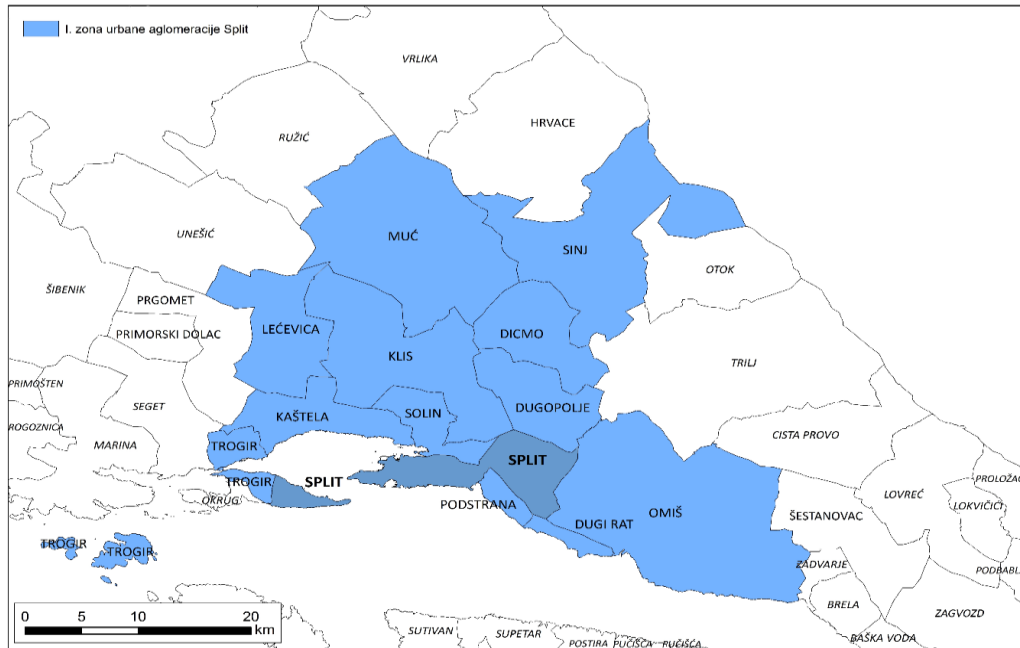 I. zona urbane aglomeracije Split
VRLIKA
HRVACE
RUŽIĆ
MUĆ
UNEŠIĆ
SINJ
OTOK
ŠIBENIK
PRGOMET
PRIMORSKI DOLAC
LEĆEVICA
DICMO
KLIS
TRILJ
PRIMOŠTEN
SEGET
DUGOPOLJE
KAŠTELA
SOLIN
ROGOZNICA
MARINA
TROGIR
CISTA PROVO
SPLIT
PROLOŽAC
TROGIR
SPLIT
OKRUG
LOVREĆ
LOKVIČIĆI
PODSTRANA
OMIŠ
ŠESTANOVAC
DUGI RAT
TROGIR
TROGIR
ZADVARJE
PODBABL
BRELA
ZAGVOZD
0 5 10 20
km
SUTIVAN
SUPETAR
POSTIRA
PUČIŠĆA
PUČIŠĆA
BAŠKA VODA